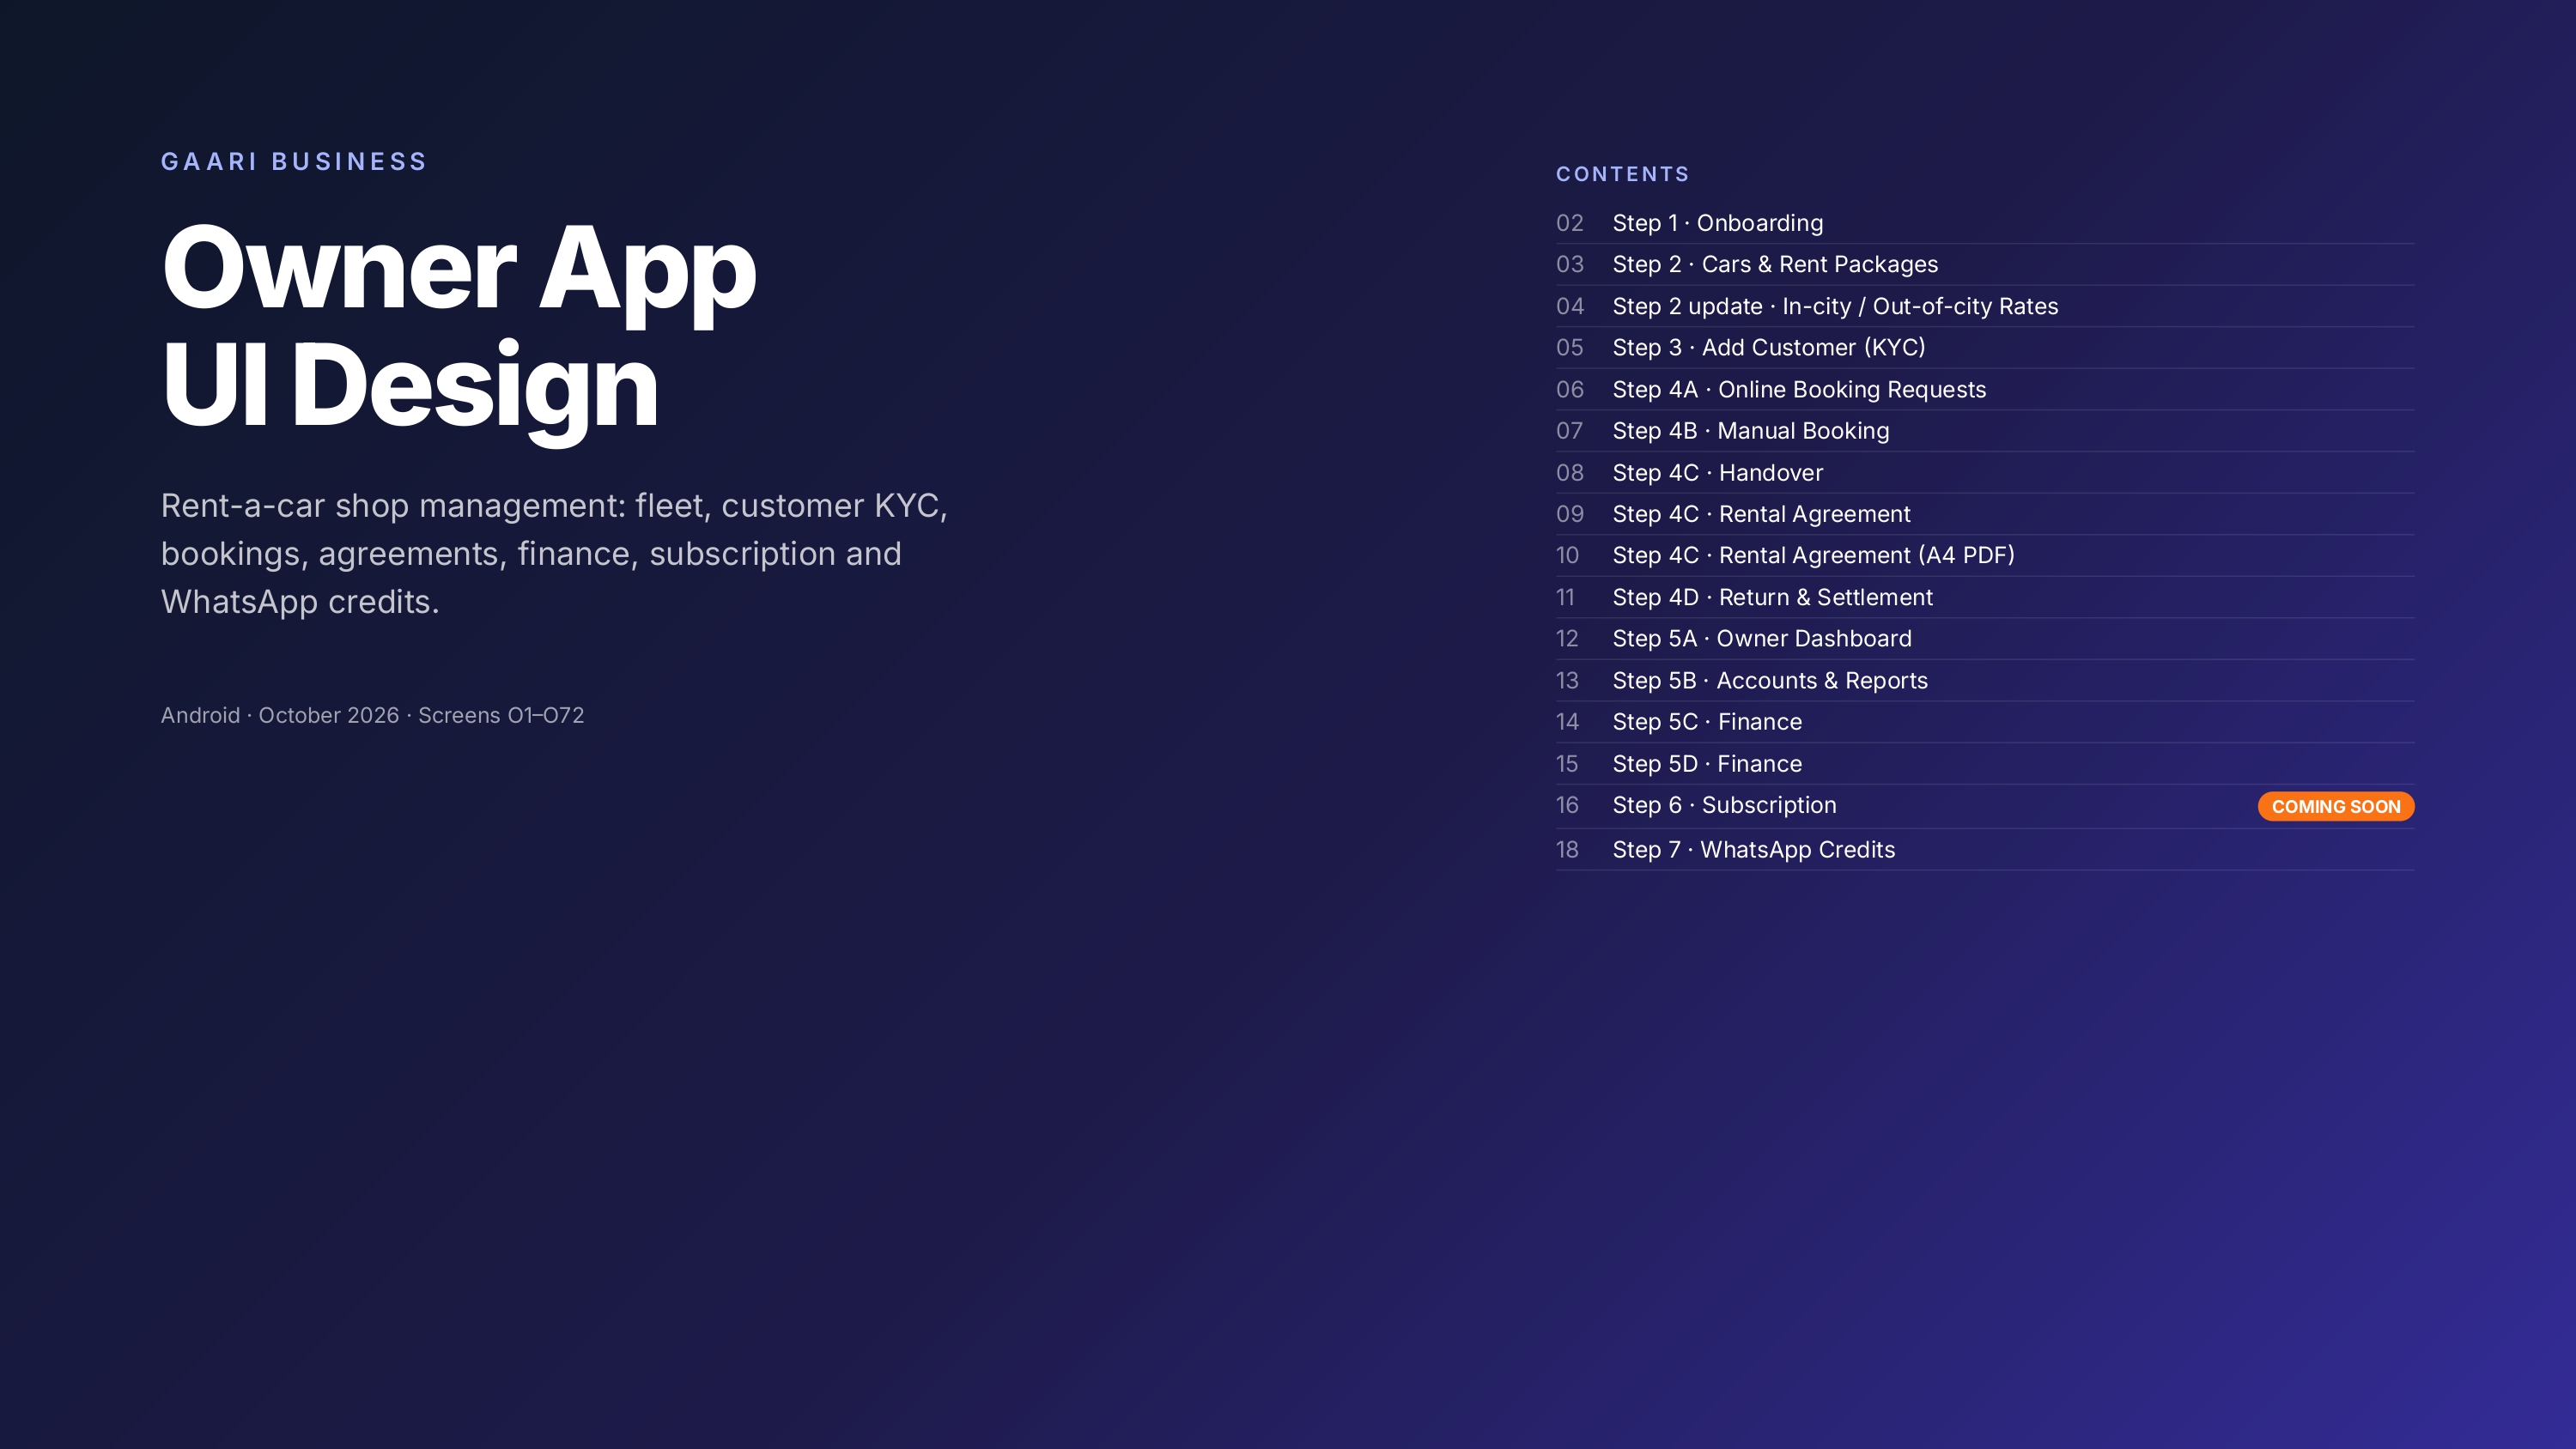 GAARI BUSINESS
Owner App
UI Design
Rent-a-car shop management: fleet, customer KYC,
bookings, agreements, finance, subscription and
WhatsApp credits.
Android · October 2026 · Screens O1–O72
CONTENTS
02 Step 1 · Onboarding
03 Step 2 · Cars & Rent Packages
04 Step 2 update · In-city / Out-of-city Rates
05 Step 3 · Add Customer (KYC)
06 Step 4A · Online Booking Requests
07 Step 4B · Manual Booking
08 Step 4C · Handover
09 Step 4C · Rental Agreement
10 Step 4C · Rental Agreement (A4 PDF)
11 Step 4D · Return & Settlement
12 Step 5A · Owner Dashboard
13 Step 5B · Accounts & Reports
14 Step 5C · Finance
15 Step 5D · Finance
16 Step 6 · Subscription COMING SOON
18 Step 7 · WhatsApp Credits